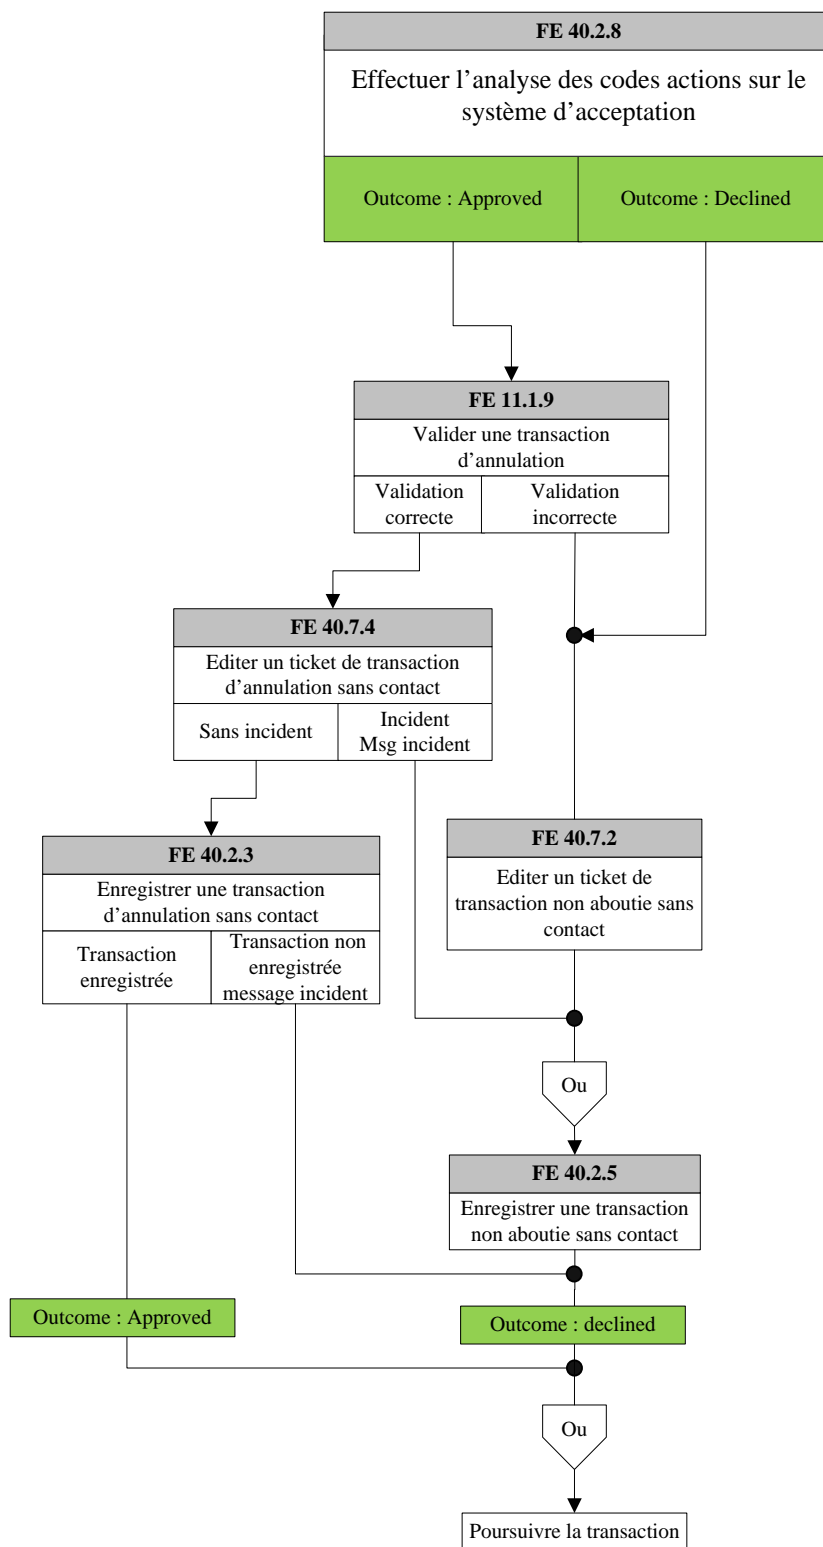 FE 40.2.8
Effectuer l’analyse des codes actions sur le
système d’acceptation
Outcome : Approved
Outcome : Declined
FE 11.1.9
Valider une transaction
d’annulation
Validation
correcte
Validation
incorrecte
FE 40.7.4
Editer un ticket de transaction
d’annulation sans contact
Sans incident
Incident
Msg incident
FE 40.2.3
Enregistrer une transaction
d’annulation sans contact
Transaction
enregistrée
Transaction non
enregistrée
message incident
FE 40.7.2
Editer un ticket de
transaction non aboutie sans
contact
Ou
FE 40.2.5
Enregistrer une transaction
non aboutie sans contact
Outcome : Approved
Outcome : declined
Ou
Poursuivre la transaction